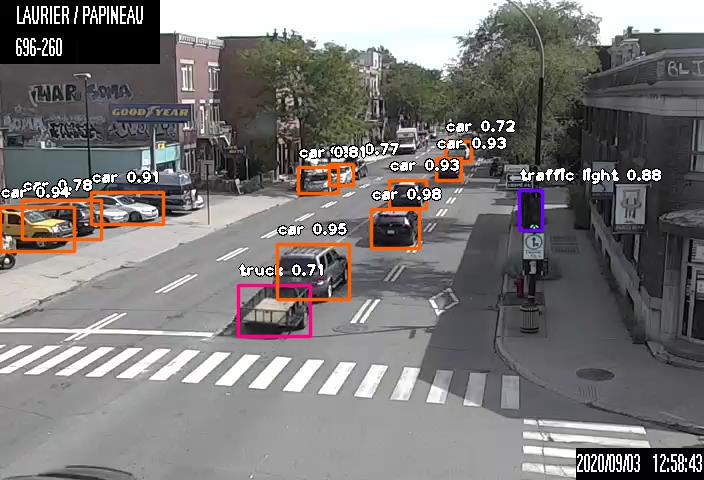 LAURIER / PAPINEAU
696-260
GOODYEAR
car 0.72
car 0.93
car 0.81
0.77
car 0.93
traffic light 0.88
car 0.94
0.78
car 0.91
car 0.98
car 0.95
truck 0.71
2020/09/03 12:58:43